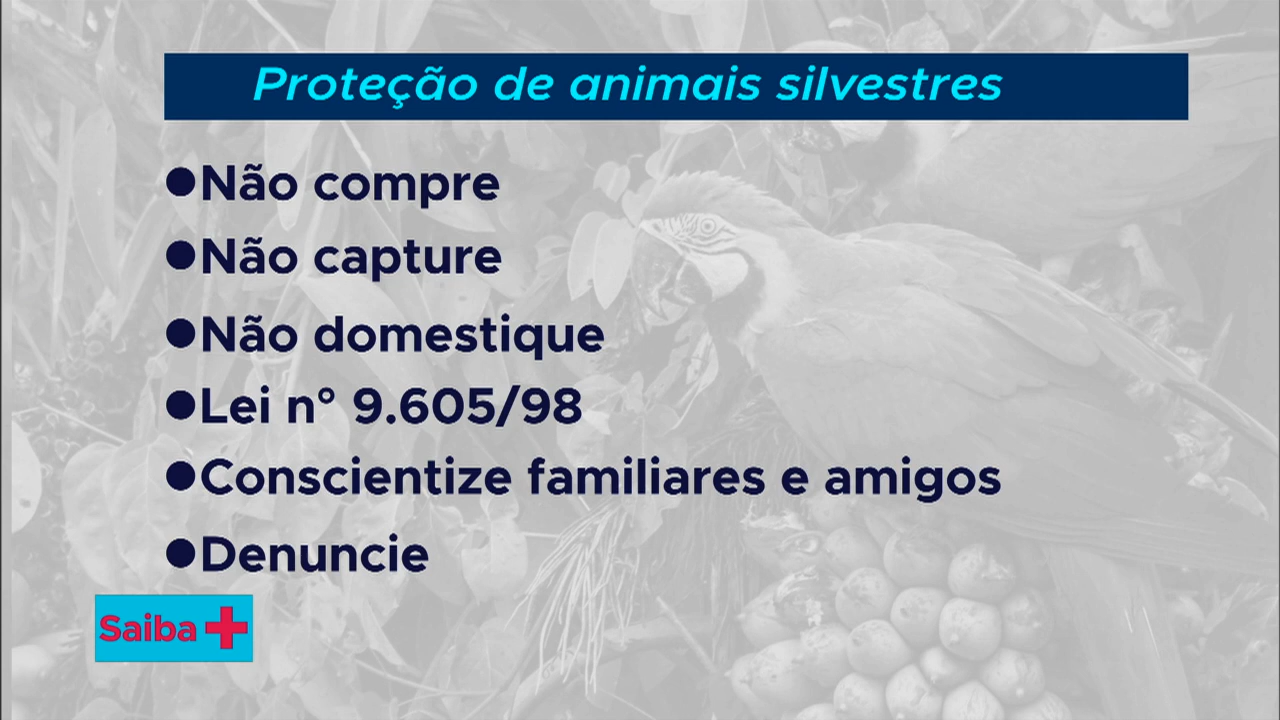 Proteção de animais silvestres
●Não compre
●Não capture
●Não domestique
●Lei n° 9.605/98
●Conscientize familiares e amigos
●Denuncie
Saiba+